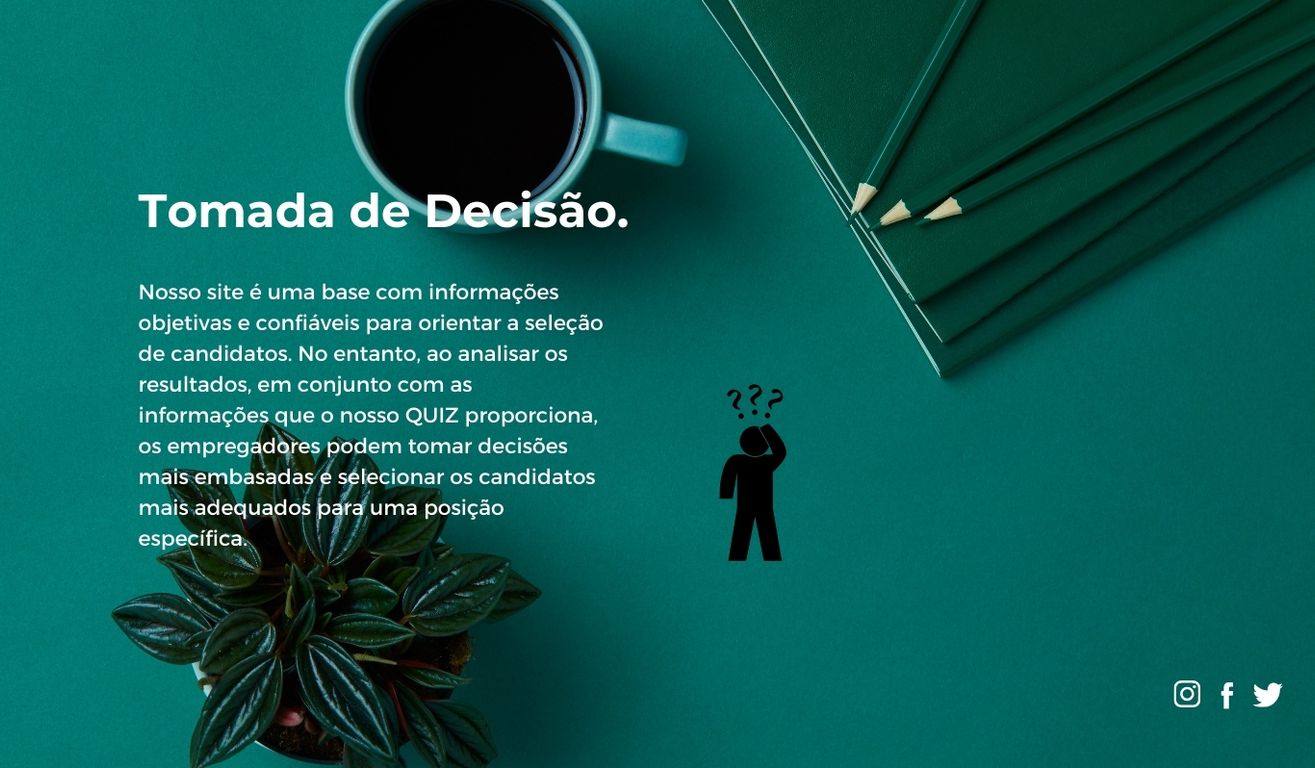 Tomada de Decisão.
Nosso site é uma base com informações
objetivas e confiáveis para orientar a seleção
de candidatos. No entanto, ao analisar os
resultados, em conjunto com as
informações que o nosso QUIZ proporciona,
os empregadores podem tomar decisões
mais embasadas e selecionar os candidatos
mais adequados para uma posição
específica.
???